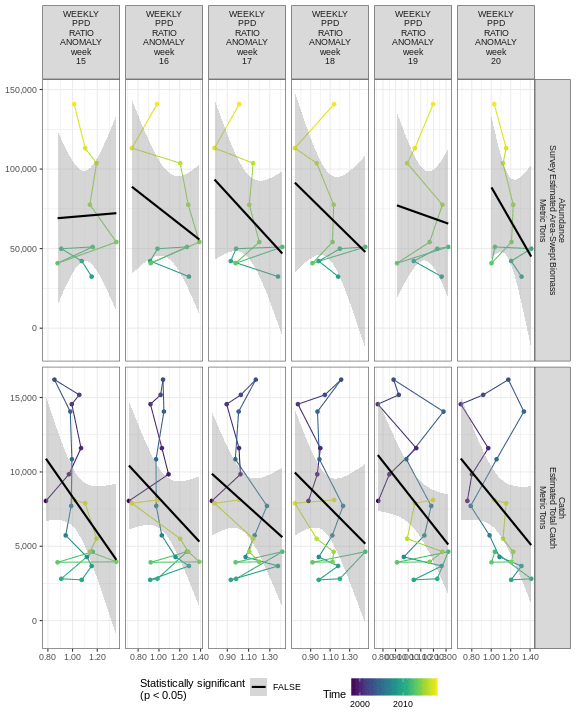 WEEKLY
PPD
RATIO
ANOMALY
week
15
WEEKLY
PPD
RATIO
ANOMALY
week
16
WEEKLY
PPD
RATIO
ANOMALY
week
17
WEEKLY
PPD
RATIO
ANOMALY
week
18
WEEKLY
PPD
RATIO
ANOMALY
week
19
WEEKLY
PPD
RATIO
ANOMALY
week
20
150,000
100,000
50,000
0
Abundance
Survey Estimated Area-Swept Biomass
Metric Tons
15,000
10,000
5,000
0
Catch
Estimated Total Catch
Metric Tons
0.80 1.00 1.20
0.80 1.00 1.20 1.40
0.90 1.10 1.30
0.90 1.10 1.30
0.80 1.00 1.20 1.40
Statistically significant
(p < 0.05)
FALSE
Time
2000 2010